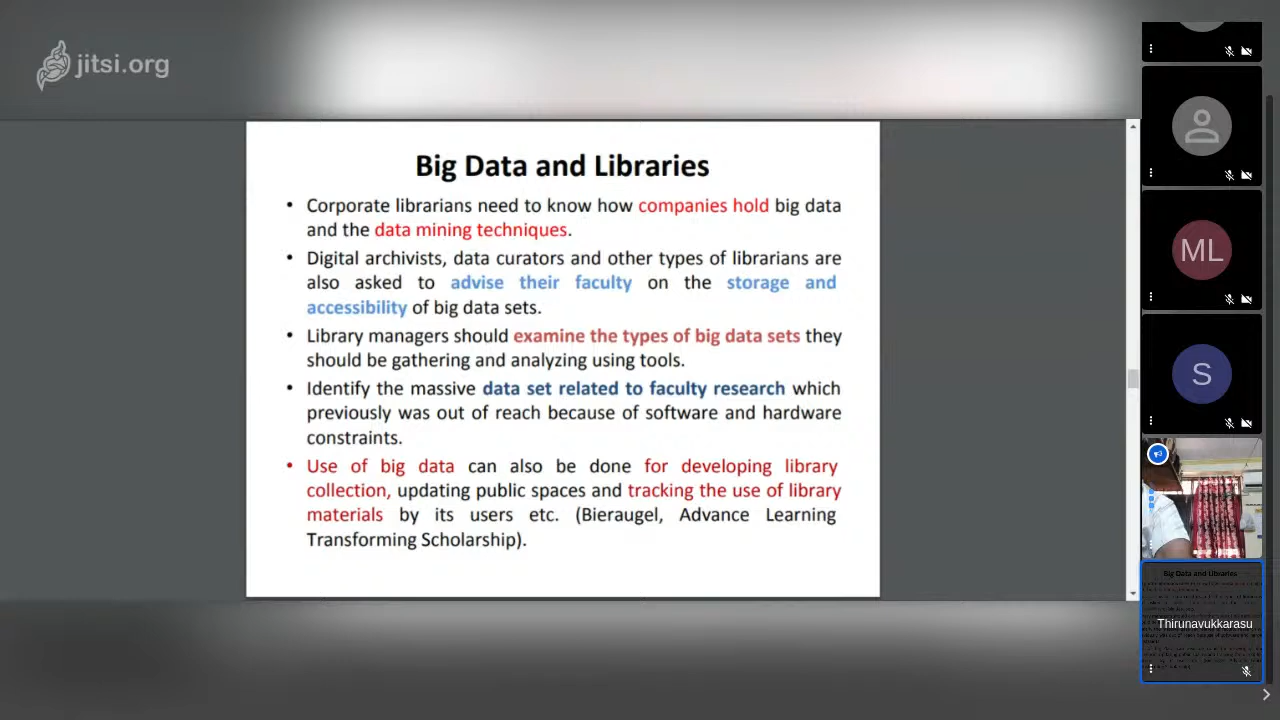 jitsi.org
Big Data and Libraries
• Corporate librarians need to know how companies hold big data
and the data mining techniques.
• Digital archivists, data curators and other types of librarians are
also asked to advise their faculty on the storage and
accessibility of big data sets.
• Library managers should examine the types of big data sets they
should be gathering and analyzing using tools.
• Identify the massive data set related to faculty research which
previously was out of reach because of software and hardware
constraints.
• Use of big data can also be done for developing library
collection, updating public spaces and tracking the use of library
materials by its users etc. (Bieraugel, Advance Learning
Transforming Scholarship).
ML
S
Big Data and Libraries
Thirunavukkarasu